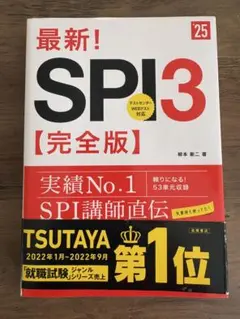 '25
最新！
SPI3
テストセンター
WEBテスト
対応
【完全版】
柳本 新二 著
実績No.1
SPI講師直伝
頼りになる！
53単元収録
TSUTAYA
2022年1月~2022年9月
「就職試験」ジャンル
シリーズ売上
第1位